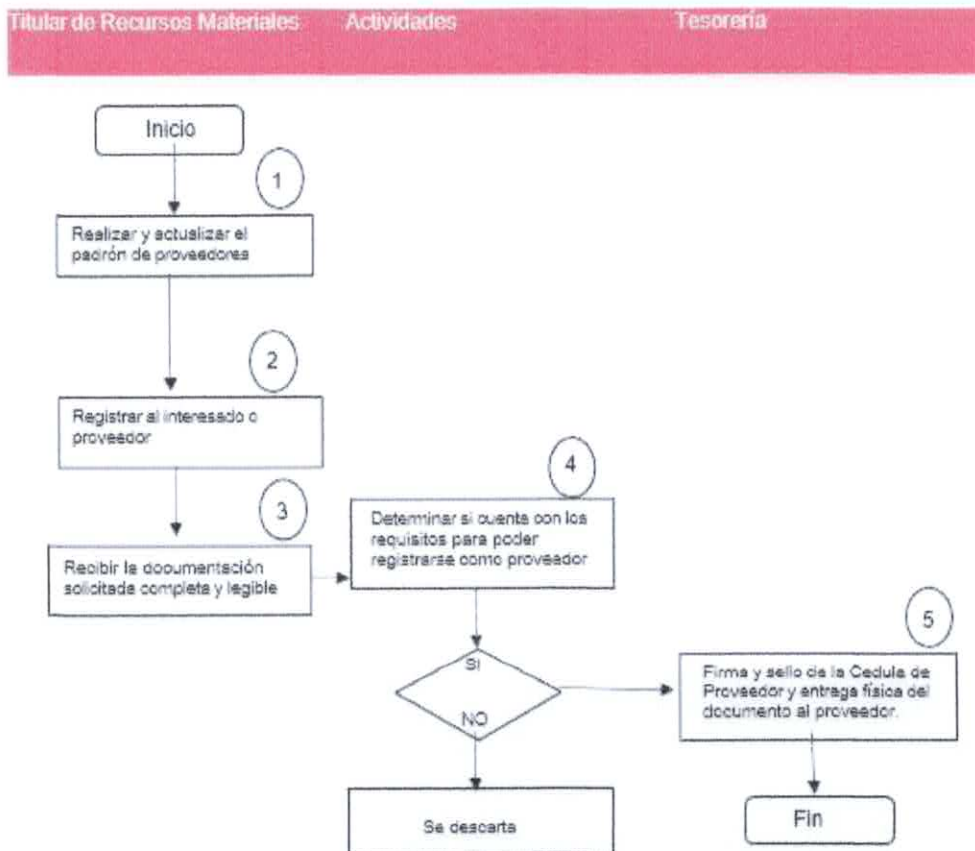 Titular de Recursos Materiales
Actividades
Tesorería
Inicio
1
Realizar y actualizar el
padrón de proveedores
2
Registrar al interesado o
proveedor
3
Recibir la documentación
solicitada completa y legible
4
Determinar si cuenta con los
requisitos para poder
registrarse como proveedor
SI
NO
5
Firma y sello de la Cedula de
Proveedor y entrega física del
documento al proveedor.
Se descarta
Fin